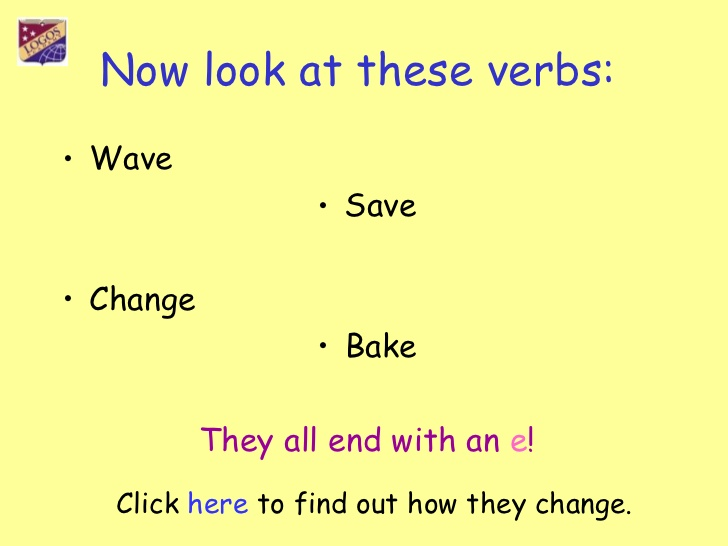 LOGOS
Now look at these verbs:
• Wave
• Save
• Change
• Bake
They all end with an e!
Click here to find out how they change.